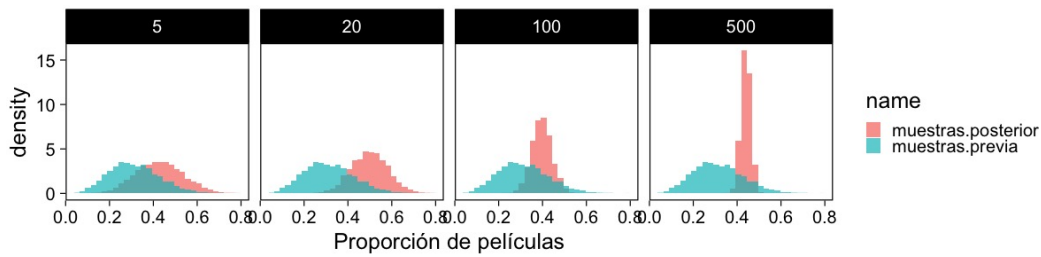 5 20 100 500
density
15
10
5
0
0.0 0.2 0.4 0.6 0.8 0.0 0.2 0.4 0.6 0.8 0.0 0.2 0.4 0.6 0.8 0.0 0.2 0.4 0.6 0.8
Proporción de películas
name
muestras.posterior
muestras.previa